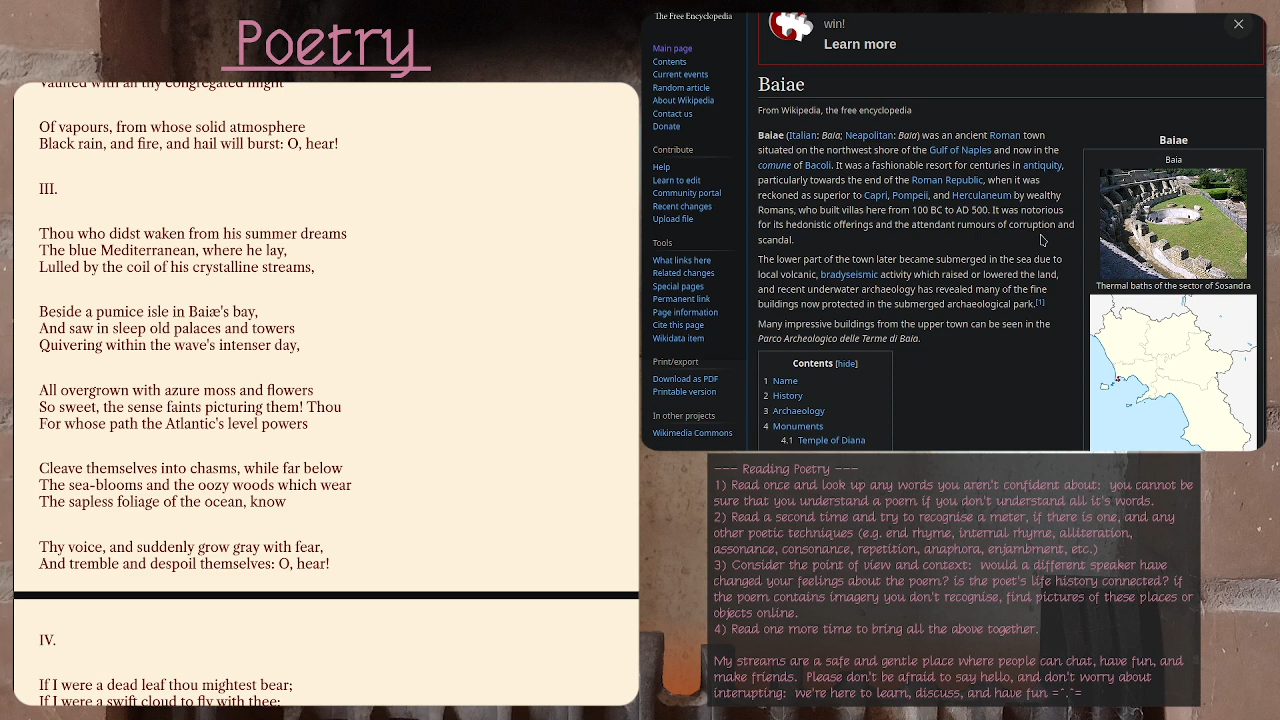 Poetry
Vaulted with all thy congregated might
Of vapours, from whose solid atmosphere
Black rain, and fire, and hail will burst: O, hear!
III.
Thou who didst waken from his summer dreams
The blue Mediterranean, where he lay,
Lulled by the coil of his crystalline streams,
Beside a pumice isle in Baiæ's bay,
And saw in sleep old palaces and towers
Quivering within the wave's intenser day,
All overgrown with azure moss and flowers
So sweet, the sense faints picturing them! Thou
For whose path the Atlantic's level powers
Cleave themselves into chasms, while far below
The sea-blooms and the oozy woods which wear
The sapless foliage of the ocean, know
Thy voice, and suddenly grow gray with fear,
And tremble and despoil themselves: O, hear!
IV.
If I were a dead leaf thou mightest bear;
If I were a swift cloud to fly with thee;
The Free Encyclopedia
Main page
Contents
Current events
Random article
About Wikipedia
Contact us
Donate
Contribute
Help
Learn to edit
Community portal
Recent changes
Upload file
Tools
What links here
Related changes
Special pages
Permanent link
Page information
Cite this page
Wikidata item
Print/export
Download as PDF
Printable version
In other projects
Wikimedia Commons
win!
Learn more
Baiae
From Wikipedia, the free encyclopedia
Baiae (Italian: Baia; Neapolitan: Baia) was an ancient Roman town
situated on the northwest shore of the Gulf of Naples and now in the
comune of Bacoli. It was a fashionable resort for centuries in antiquity,
particularly towards the end of the Roman Republic, when it was
reckoned as superior to Capri, Pompeii, and Herculaneum by wealthy
Romans, who built villas here from 100 BC to AD 500. It was notorious
for its hedonistic offerings and the attendant rumours of corruption and
scandal.
The lower part of the town later became submerged in the sea due to
local volcanic, bradyseismic activity which raised or lowered the land,
and recent underwater archaeology has revealed many of the fine
buildings now protected in the submerged archaeological park.[1]
Many impressive buildings from the upper town can be seen in the
Parco Archeologico delle Terme di Baia.
Contents [hide]
1 Name
2 History
3 Archaeology
4 Monuments
4.1 Temple of Diana
Baiae
Baia
Thermal baths of the sector of Sosandra
--- Reading Poetry ---
1) Read once and look up any words you aren't confident about: you cannot be
sure that you understand a poem if you don't understand all it's words.
2) Read a second time and try to recognise a meter, if there is one, and any
other poetic techniques (e.g. end rhyme, internal rhyme, alliteration,
assonance, consonance, repetition, anaphora, enjambment, etc.)
3) Consider the point of view and context: would a different speaker have
changed your feelings about the poem? is the poet's life history connected? if
the poem contains imagery you don't recognise, find pictures of these places or
objects online.
4) Read one more time to bring all the above together.
My streams are a safe and gentle place where people can chat, have fun, and
make friends. Please don't be afraid to say hello, and don't worry about
interupting: we're here to learn, discuss, and have fun =^.^=